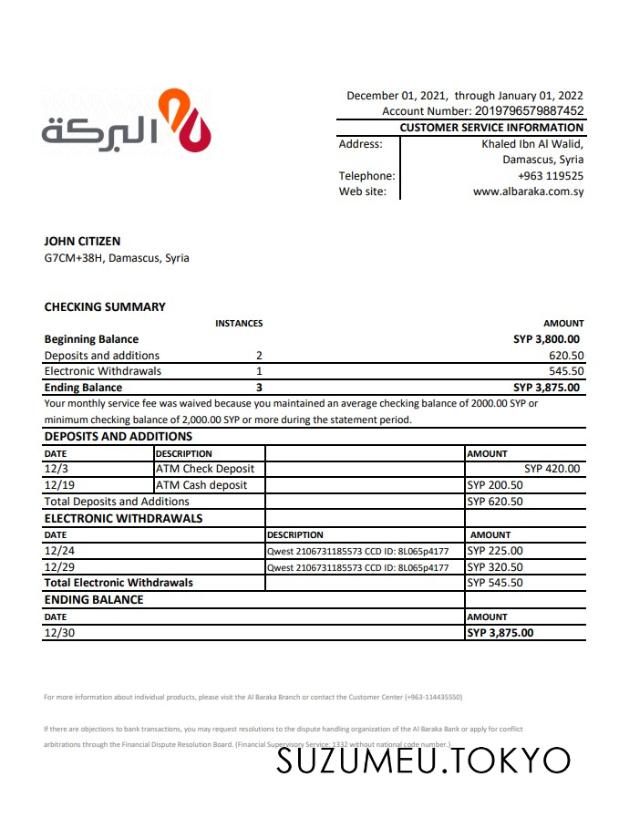 December 01, 2021, through January 01, 2022
Account Number: 2019796579887452
البركة
CUSTOMER SERVICE INFORMATION
Address: Khaled Ibn Al Walid,
Damascus, Syria
Telephone: +963 119525
Web site: www.albaraka.com.sy
JOHN CITIZEN
G7CM+38H, Damascus, Syria
CHECKING SUMMARY
INSTANCES AMOUNT
Beginning Balance SYP 3,800.00
Deposits and additions 2 620.50
Electronic Withdrawals 1 545.50
Ending Balance 3 SYP 3,875.00
Your monthly service fee was waived because you maintained an average checking balance of 2000.00 SYP or
minimum checking balance of 2,000.00 SYP or more during the statement period.
DEPOSITS AND ADDITIONS
DATE DESCRIPTION AMOUNT
12/3 ATM Check Deposit SYP 420.00
12/19 ATM Cash deposit SYP 200.50
Total Deposits and Additions SYP 620.50
ELECTRONIC WITHDRAWALS
DATE DESCRIPTION AMOUNT
12/24 Qwest 2106731185573 CCD ID: 8L065p4177 SYP 225.00
12/29 Qwest 2106731185573 CCD ID: 8L065p4177 SYP 320.50
Total Electronic Withdrawals SYP 545.50
ENDING BALANCE
DATE AMOUNT
12/30 SYP 3,875.00
For more information about individual products, please visit the Al Baraka Branch or contact the Customer Center (+963-114435550)
If there are objections to bank transactions, you may request resolutions to the dispute handling organization of the Al Baraka Bank or apply for conflict
arbitrations through the Financial Dispute Resolution Board. (Financial Supervisory Service: 1332 without national code number.)
SUZUMEU.TOKYO